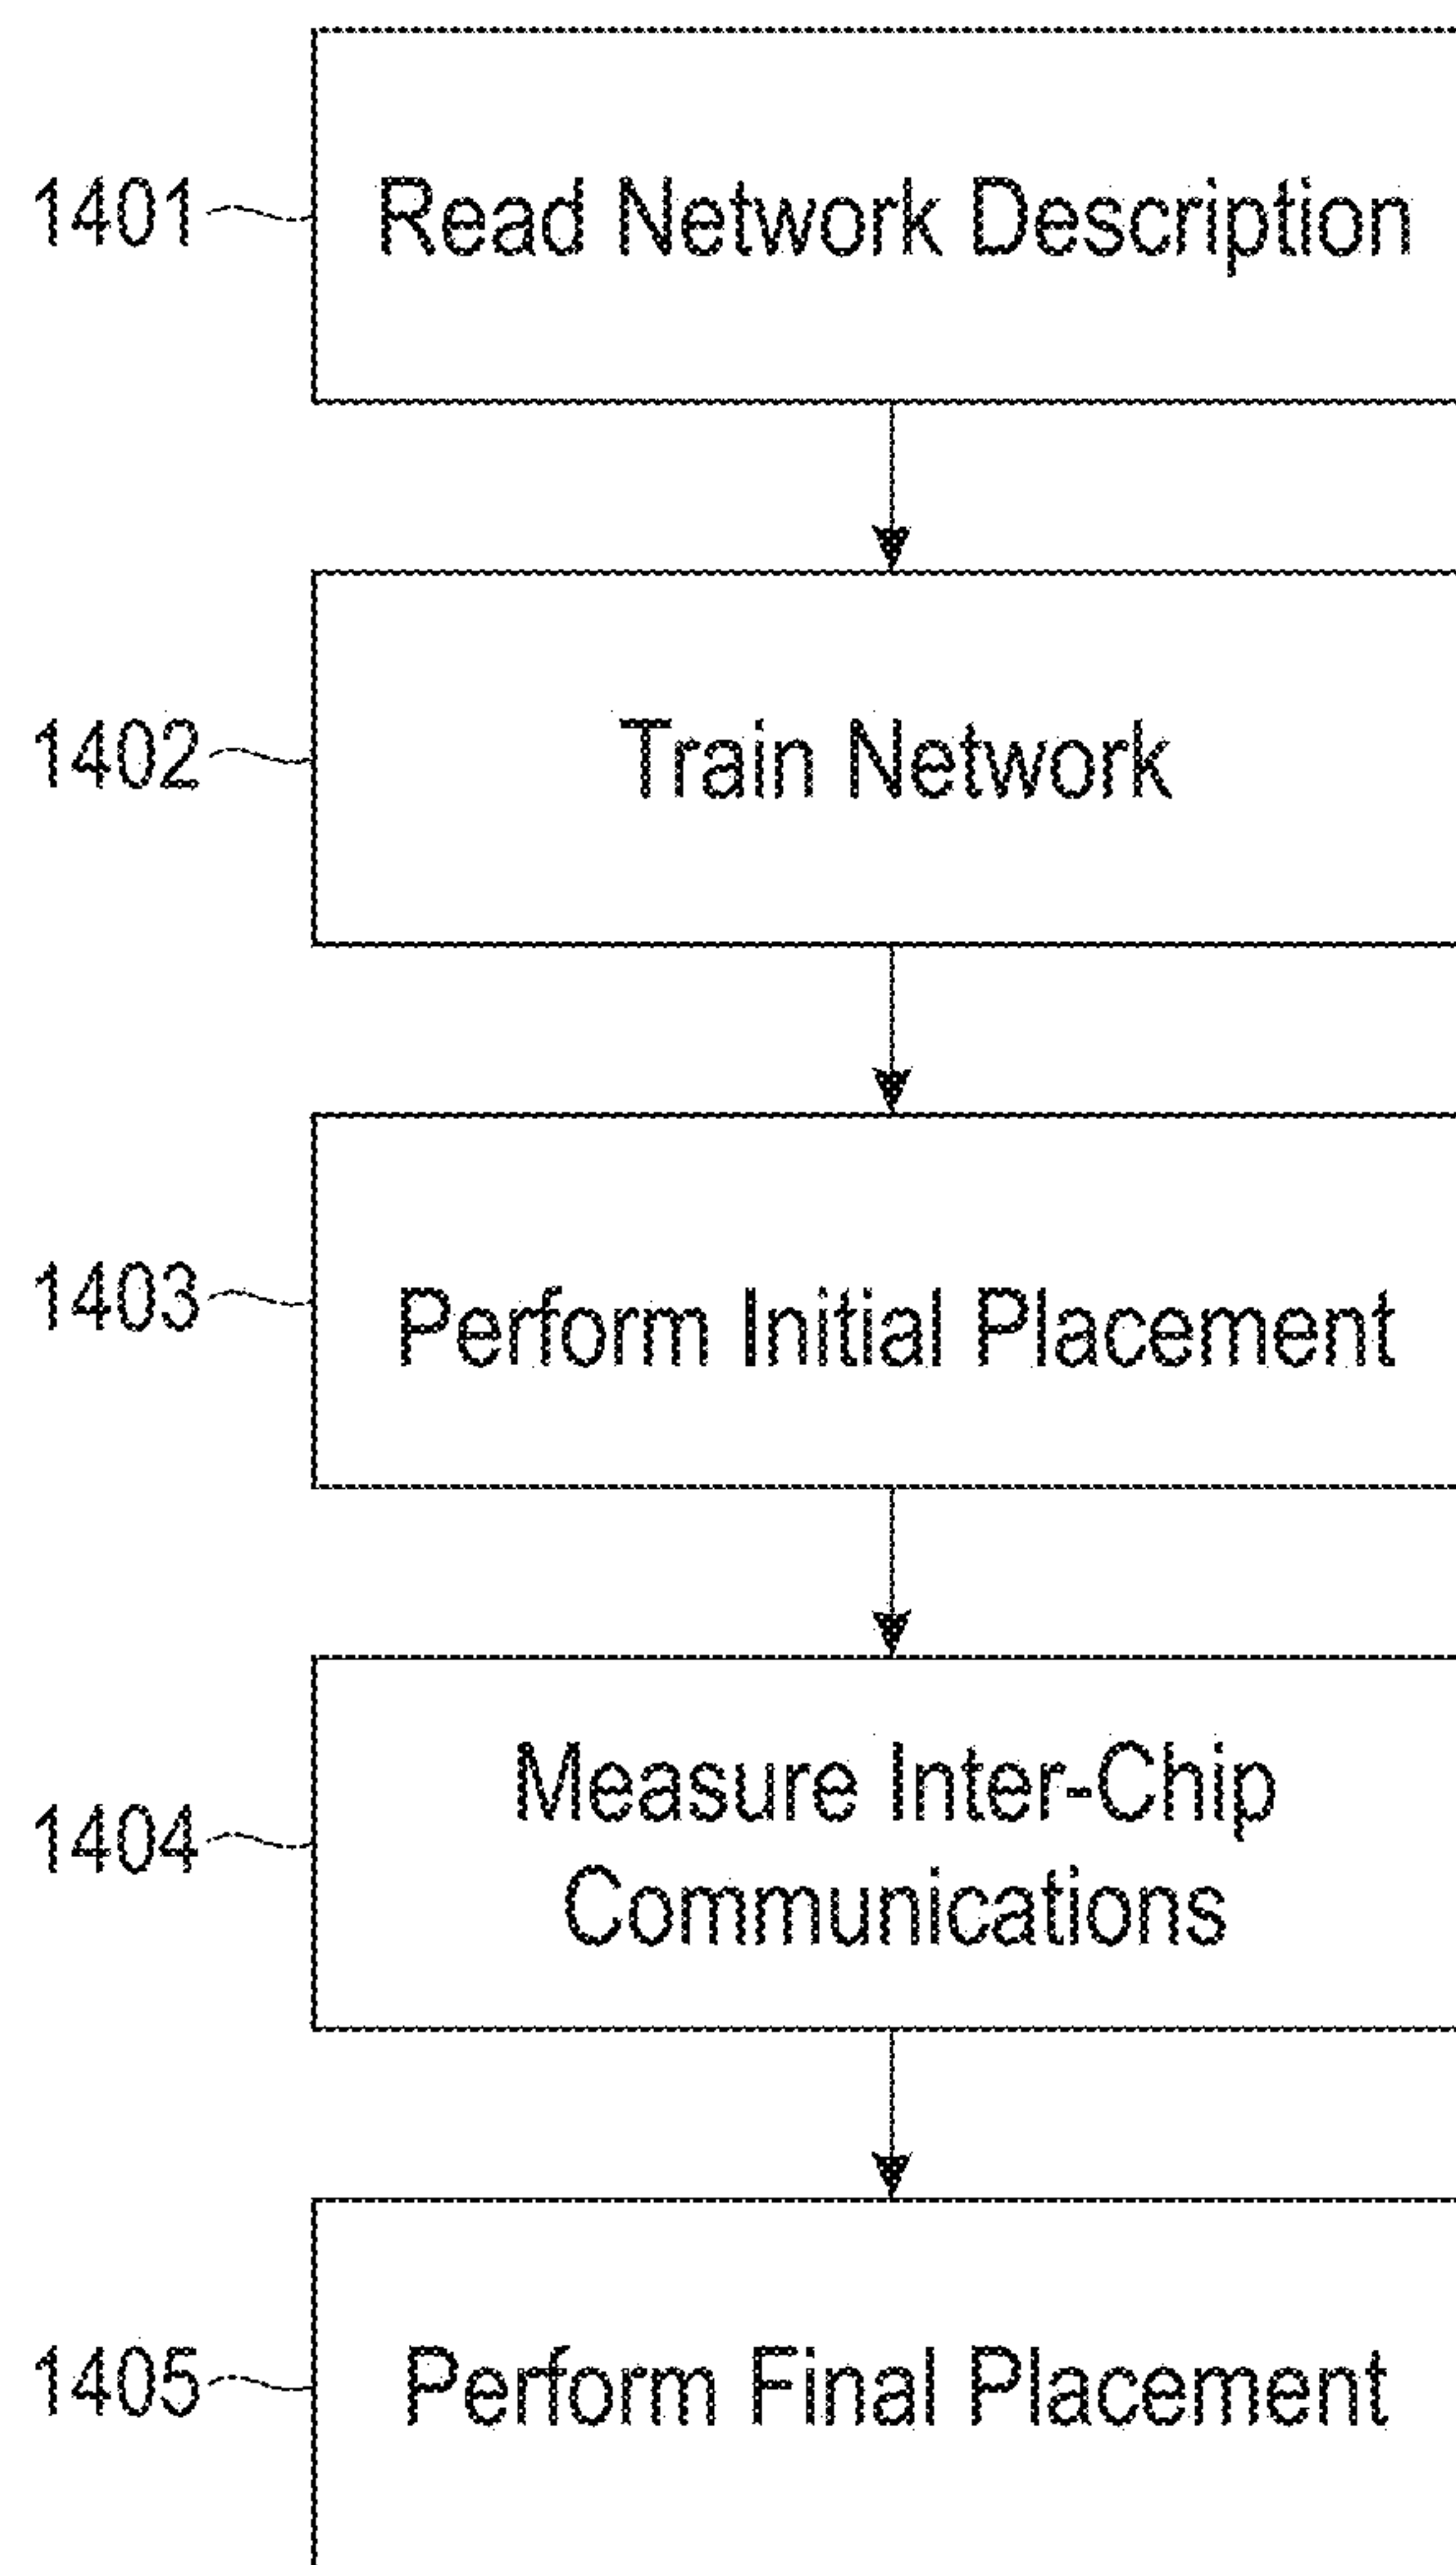 1401 Read Network Description
1402 Train Network
1403 Perform Initial Placement
Measure Inter-Chip
1404
Communications
1405 Perform Final Placement